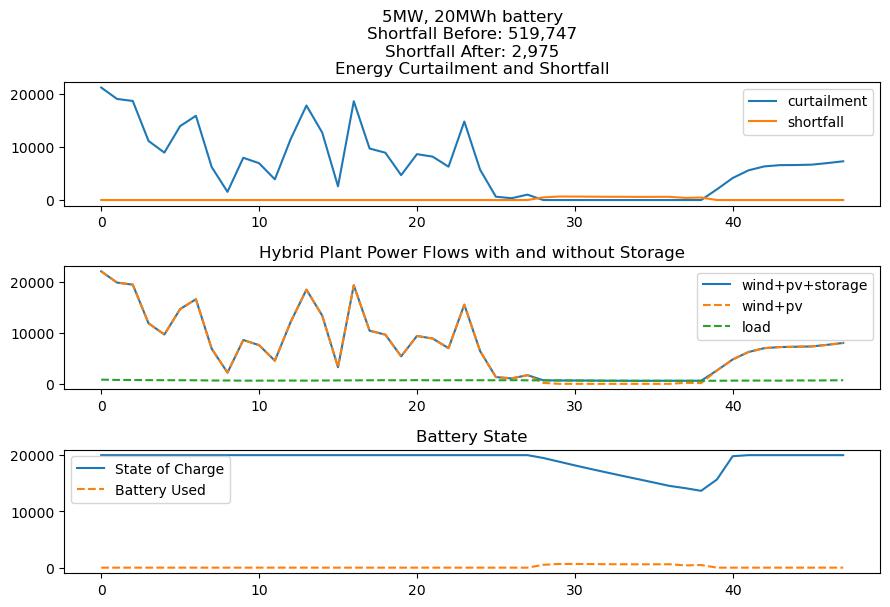 5MW, 20MWh battery
Shortfall Before: 519,747
Shortfall After: 2,975
Energy Curtailment and Shortfall
20000
10000
0
curtailment
shortfall
0 10 20 30 40
Hybrid Plant Power Flows with and without Storage
20000
10000
0
wind+pv+storage
wind+pv
load
0 10 20 30 40
Battery State
20000
10000
0
State of Charge
Battery Used
0 10 20 30 40